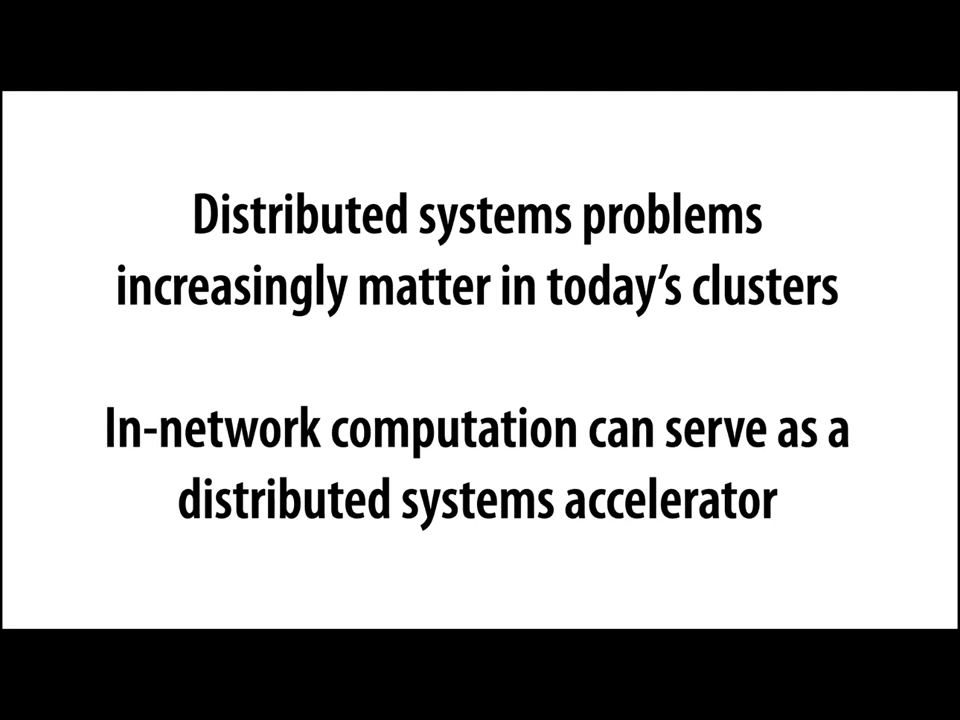 Distributed systems problems
increasingly matter in today’s clusters
In-network computation can serve as a
distributed systems accelerator